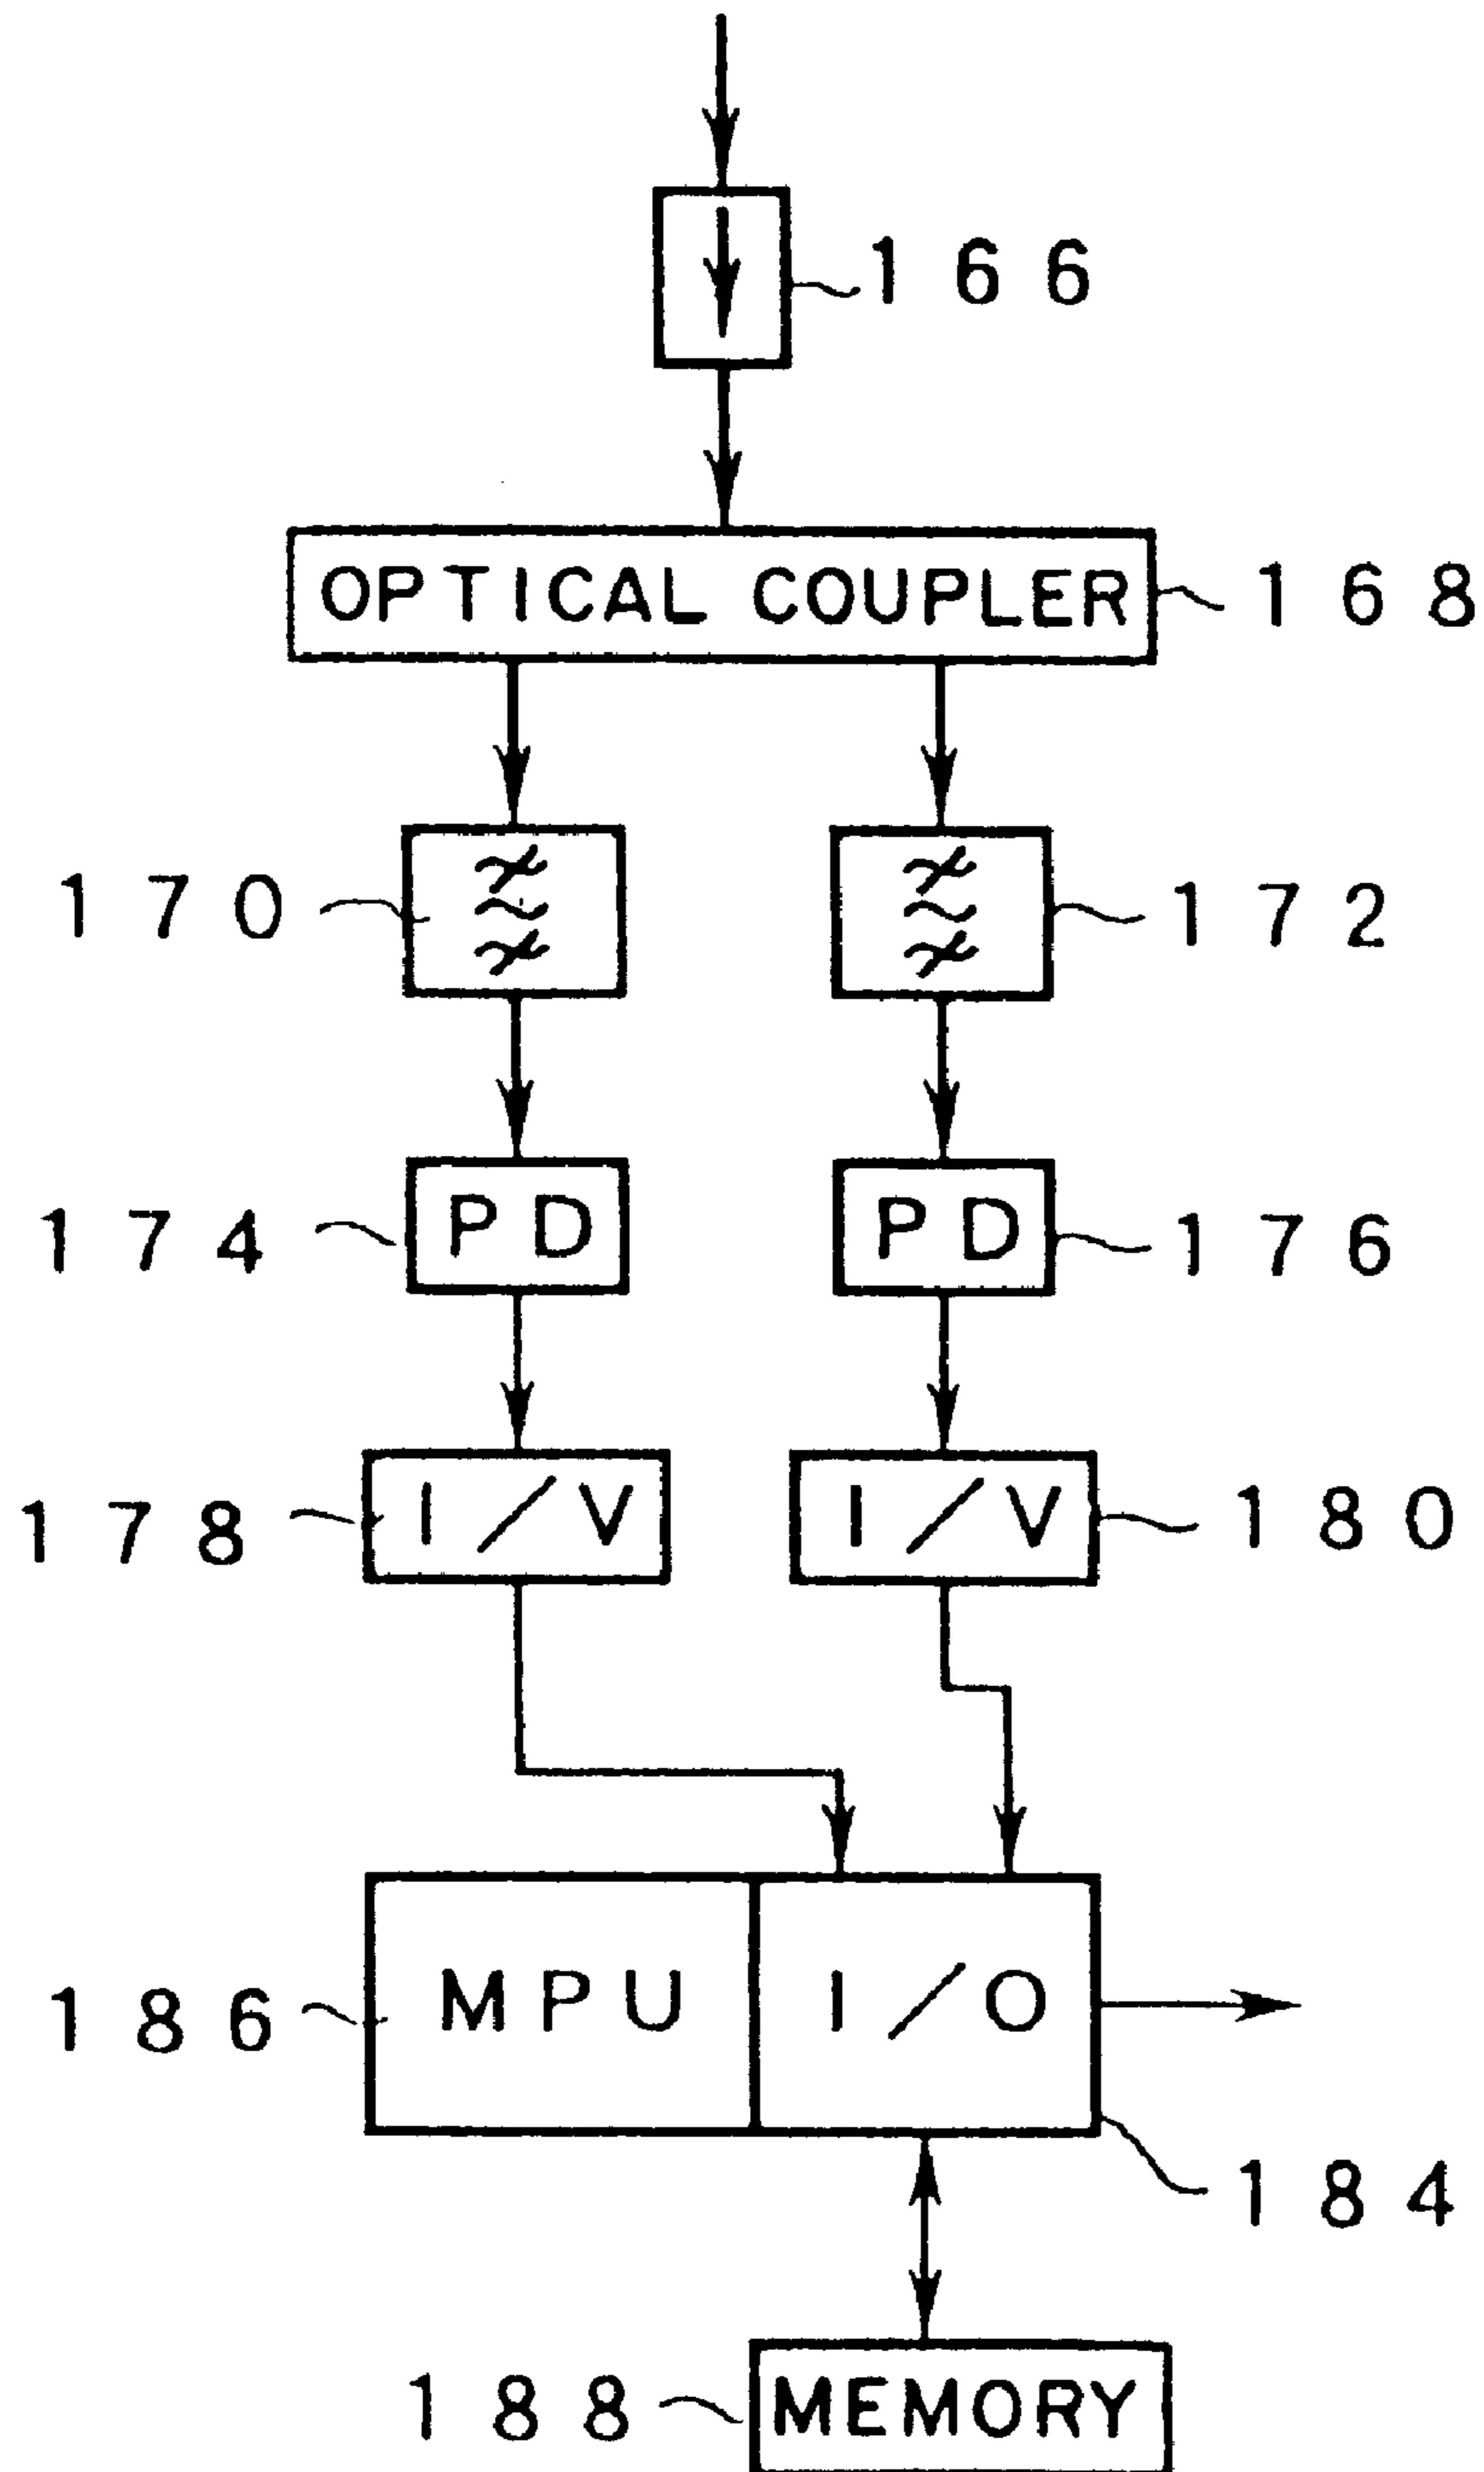 166
OPTICAL COUPLER 168
170 172
174 PD PD 176
178 I/V I/V 180
186 MPU I/O
184
188 MEMORY